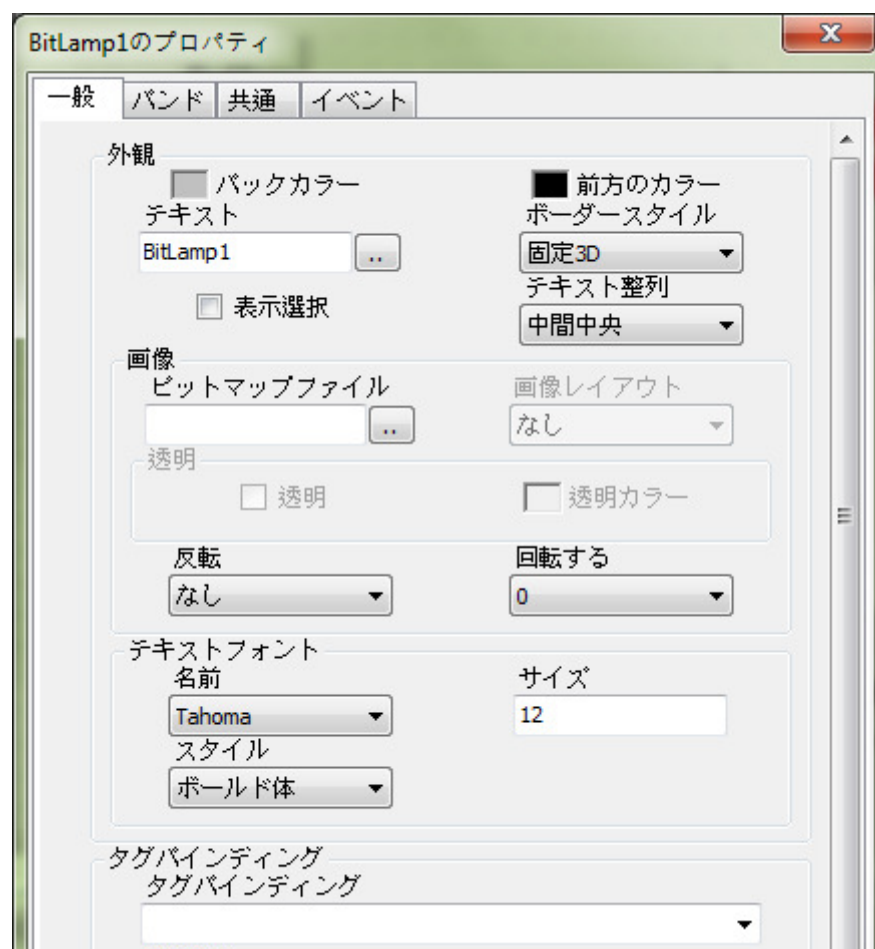 BitLamp1のプロパティ
一般 バンド 共通 イベント
外観
バックカラー 前方のカラー
テキスト ボーダースタイル
BitLamp1 .. 固定3D
表示選択 テキスト整列
中間中央
画像
ビットマップファイル 画像レイアウト
.. なし
透明
透明 透明カラー
反転 回転する
なし 0
テキストフォント
名前 サイズ
Tahoma 12
スタイル
ボールド体
タグバインディング
タグバインディング